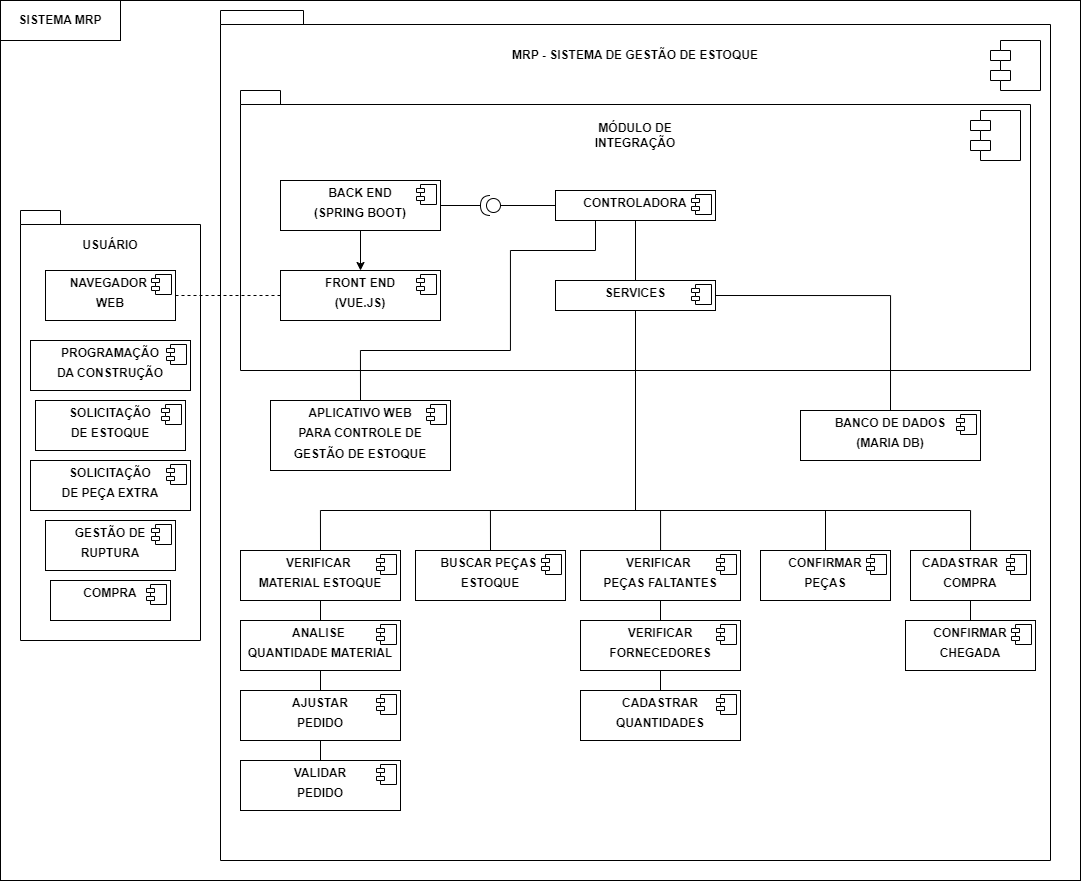 SISTEMA MRP
MRP - SISTEMA DE GESTÃO DE ESTOQUE
MÓDULO DE
INTEGRAÇÃO
BACK END
(SPRING BOOT)
CONTROLADORA
FRONT END
(VUE.JS)
SERVICES
USUÁRIO
NAVEGADOR
WEB
PROGRAMAÇÃO
DA CONSTRUÇÃO
SOLICITAÇÃO
DE ESTOQUE
SOLICITAÇÃO
DE PEÇA EXTRA
GESTÃO DE
RUPTURA
COMPRA
APLICATIVO WEB
PARA CONTROLE DE
GESTÃO DE ESTOQUE
BANCO DE DADOS
(MARIA DB)
VERIFICAR
MATERIAL ESTOQUE
BUSCAR PEÇAS
ESTOQUE
VERIFICAR
PEÇAS FALTANTES
CONFIRMAR
PEÇAS
CADASTRAR
COMPRA
ANALISE
QUANTIDADE MATERIAL
VERIFICAR
FORNECEDORES
CONFIRMAR
CHEGADA
AJUSTAR
PEDIDO
CADASTRAR
QUANTIDADES
VALIDAR
PEDIDO